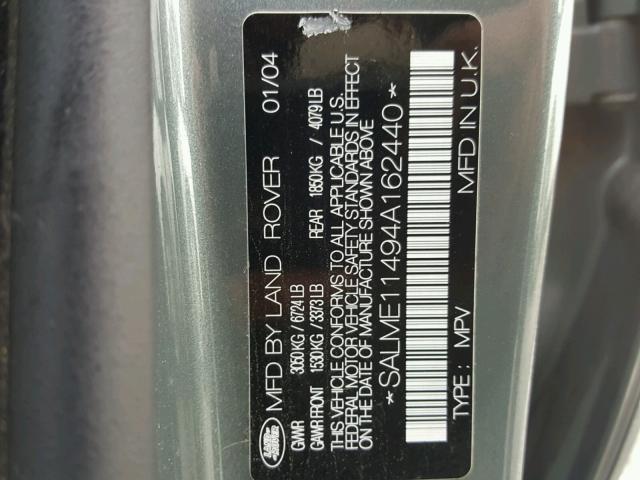 LAND ROVER MFD BY LAND ROVER 01/04
GVWR 3050KG / 6724LB
GAWR FRONT 1530KG / 3373LB REAR 1850KG / 4079LB
THIS VEHICLE CONFORMS TO ALL APPLICABLE U.S.
FEDERAL MOTOR VEHICLE SAFETY STANDARDS IN EFFECT
ON THE DATE OF MANUFACTURE SHOWN ABOVE
*SALME11494A162440*
TYPE : MPV MFD IN U.K.